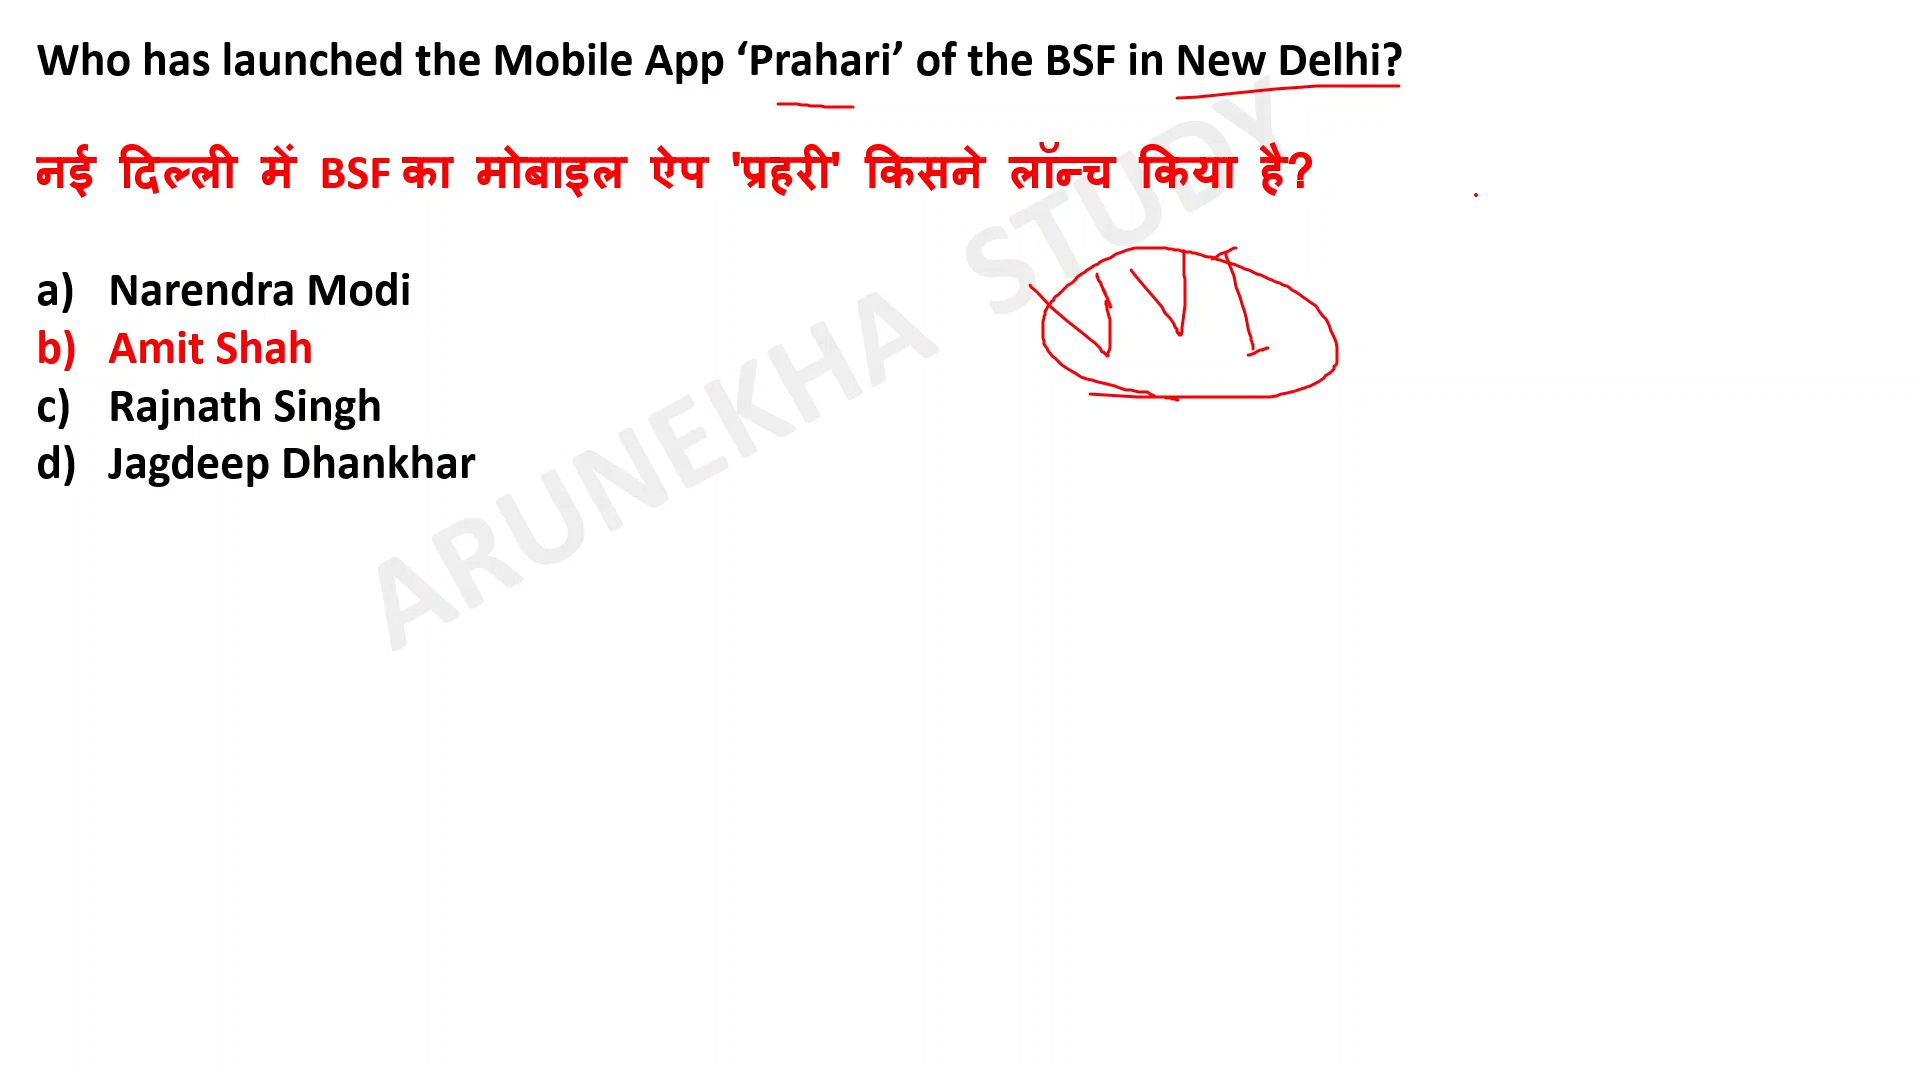 Who has launched the Mobile App ‘Prahari’ of the BSF in New Delhi?
नई दिल्ली में BSF का मोबाइल ऐप 'प्रहरी' किसने लॉन्च किया है?
a) Narendra Modi
b) Amit Shah
c) Rajnath Singh
d) Jagdeep Dhankhar
VVI
ARUNEKHA STUDY